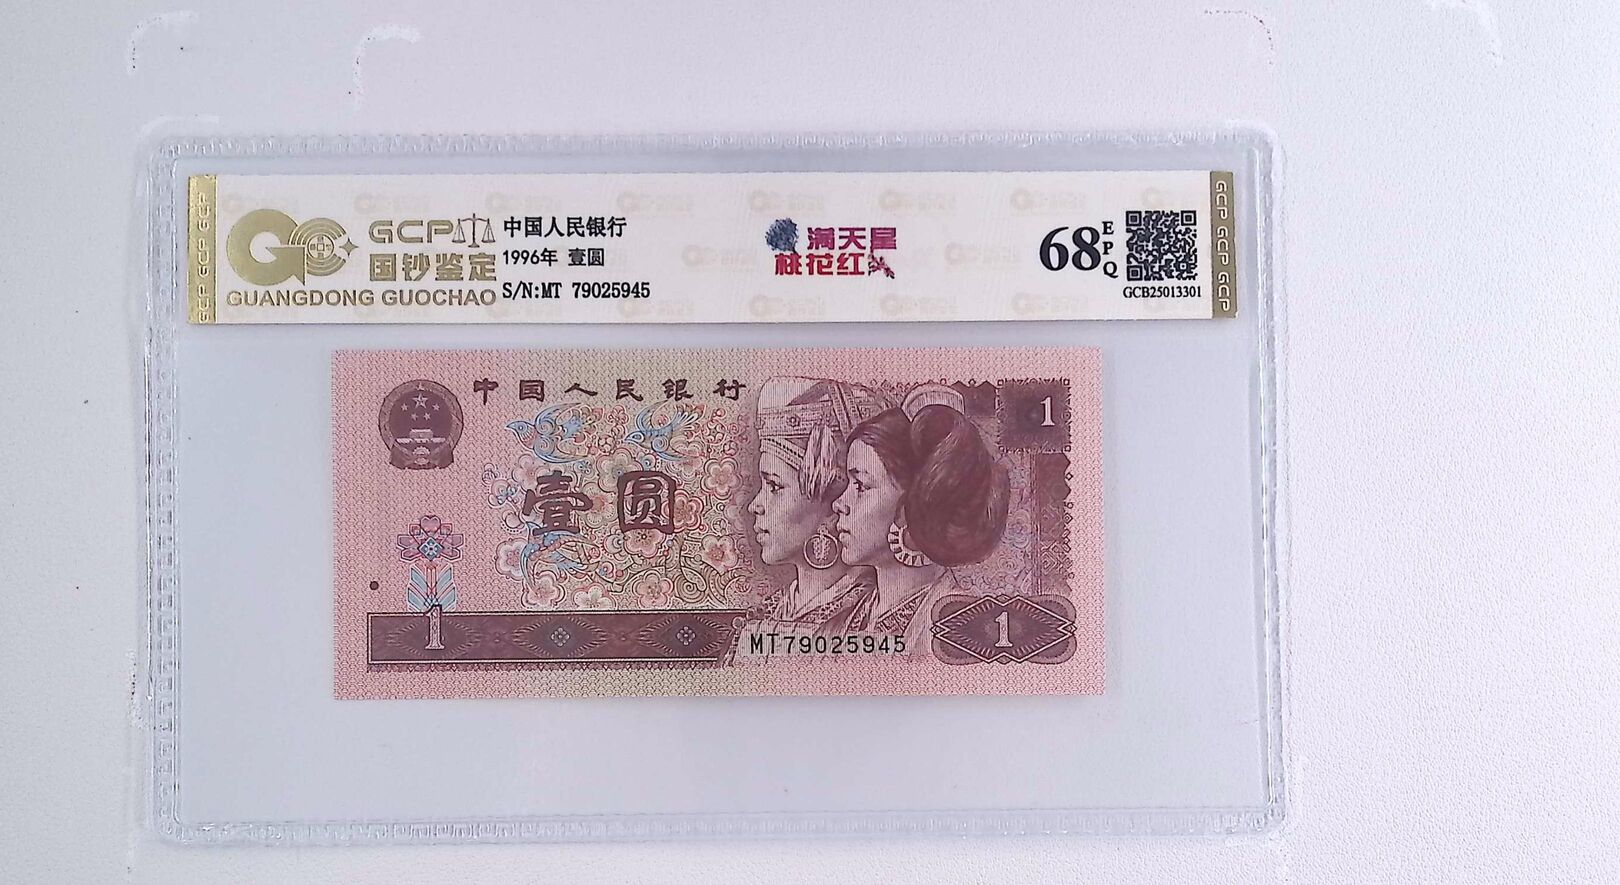 GCP GCP GCP
GCP
国钞鉴定
GUANGDONG GUOCHAO
中国人民银行
1996年 壹圆
S/N:MT 79025945
满天星
桃花红
68
EPQ
GCB25013301
GCP GCP GCP
中国人民银行
1
壹圆
1
MT79025945
1